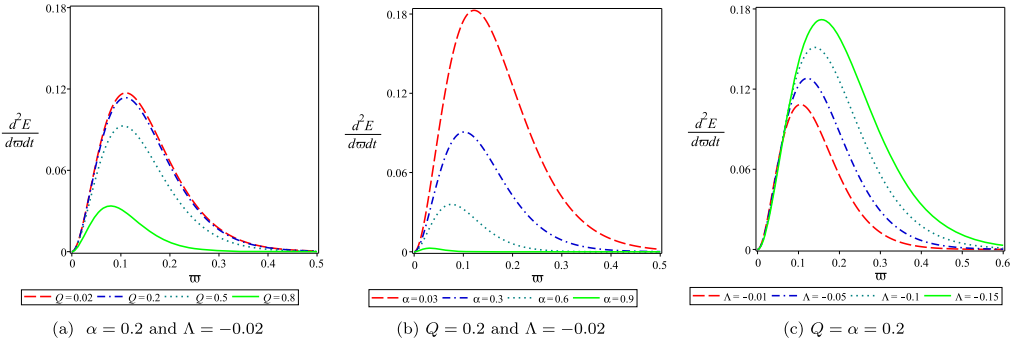 0.18
0.12
0.06
0
d²E
dϖdt
0 0.1 0.2 0.3 0.4 0.5
ϖ
Q = 0.02 Q = 0.2 Q = 0.5 Q = 0.8
(a) α = 0.2 and Λ = −0.02
0.18
0.12
0.06
0
d²E
dϖdt
0 0.1 0.2 0.3 0.4 0.5
ϖ
α = 0.03 α = 0.3 α = 0.6 α = 0.9
(b) Q = 0.2 and Λ = −0.02
0.18
0.12
0.06
0
d²E
dϖdt
0 0.1 0.2 0.3 0.4 0.5 0.6
ϖ
Λ = −0.01 Λ = −0.05 Λ = −0.1 Λ = −0.15
(c) Q = α = 0.2